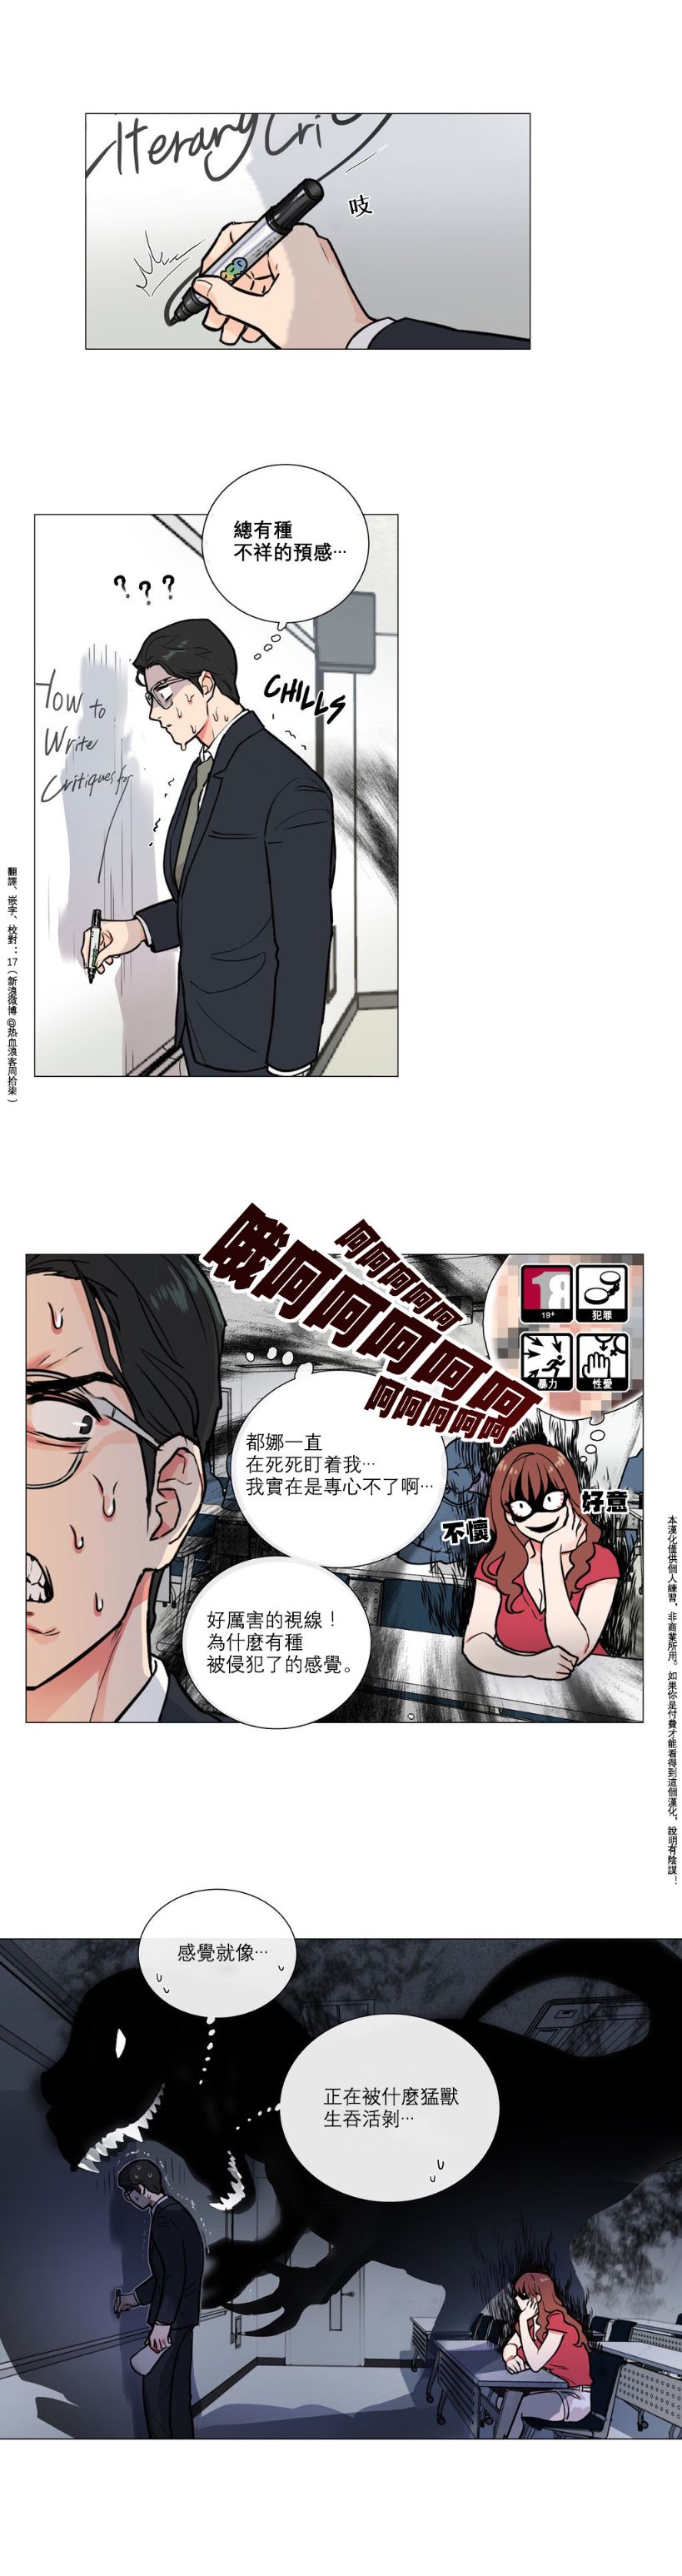 Literary Cri
吱
總有種
不祥的預感…
? ? ? ?
CHILLS
How to
Write
Critiques for
翻譯、嵌字、校對：17（新浪微博@热血浪客周拾柒）
呵呵呵呵呵
哦呵呵呵呵呵
呵呵呵呵呵
18
19+
犯罪
暴力
性愛
都娜一直
在死死盯着我…
我實在是專心不了啊…
不懷
好意
好厲害的視線！
為什麼有種
被侵犯了的感覺。
本漢化僅供個人練習，非商業所用。如果你是付費才能看得到這個漢化，說明有陰謀！
感覺就像…
正在被什麼猛獸
生吞活剝…